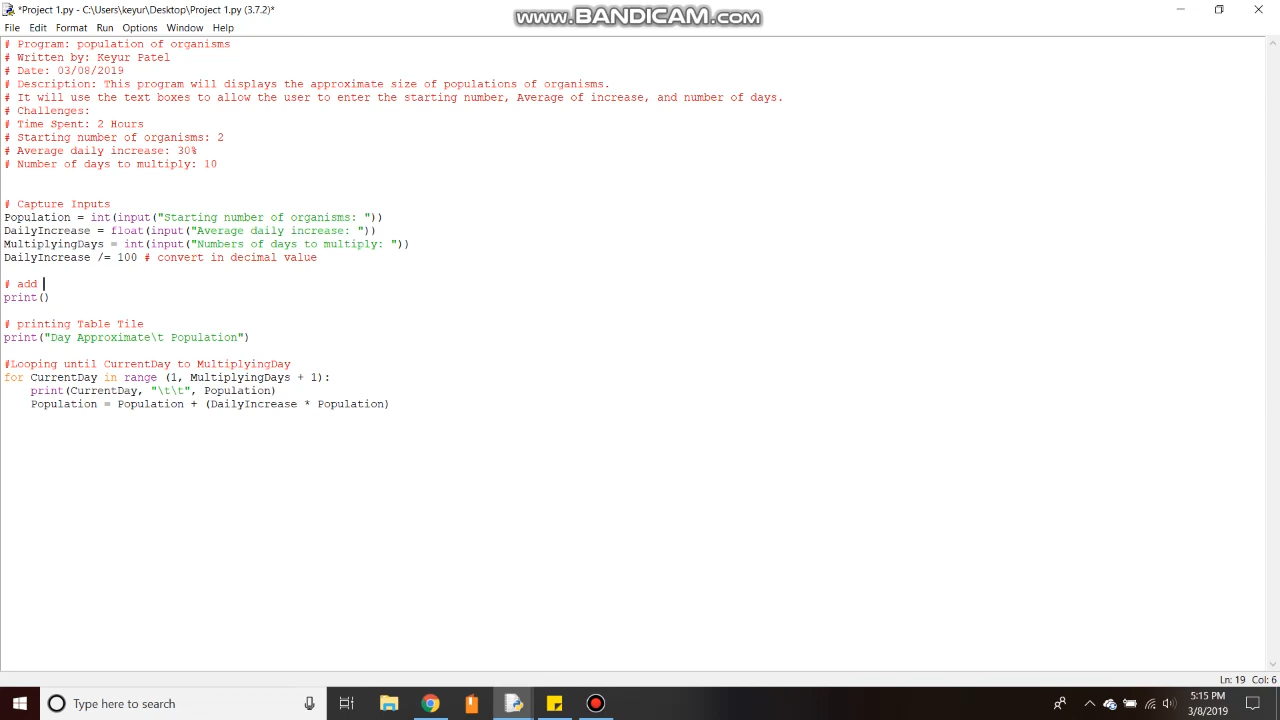 *Project 1.py - C:\Users\keyur\Desktop\Project 1.py (3.7.2)*
www.BANDICAM.com
File Edit Format Run Options Window Help
# Program: population of organisms
# Written by: Keyur Patel
# Date: 03/08/2019
# Description: This program will displays the approximate size of populations of organisms.
# It will use the text boxes to allow the user to enter the starting number, Average of increase, and number of days.
# Challenges:
# Time Spent: 2 Hours
# Starting number of organisms: 2
# Average daily increase: 30%
# Number of days to multiply: 10
# Capture Inputs
Population = int(input("Starting number of organisms: "))
DailyIncrease = float(input("Average daily increase: "))
MultiplyingDays = int(input("Numbers of days to multiply: "))
DailyIncrease /= 100 # convert in decimal value
# add
print()
# printing Table Tile
print("Day Approximate\t Population")
#Looping until CurrentDay to MultiplyingDay
for CurrentDay in range (1, MultiplyingDays + 1):
    print(CurrentDay, "\t\t", Population)
    Population = Population + (DailyIncrease * Population)
Ln: 19 Col: 6
Type here to search
5:15 PM
3/8/2019